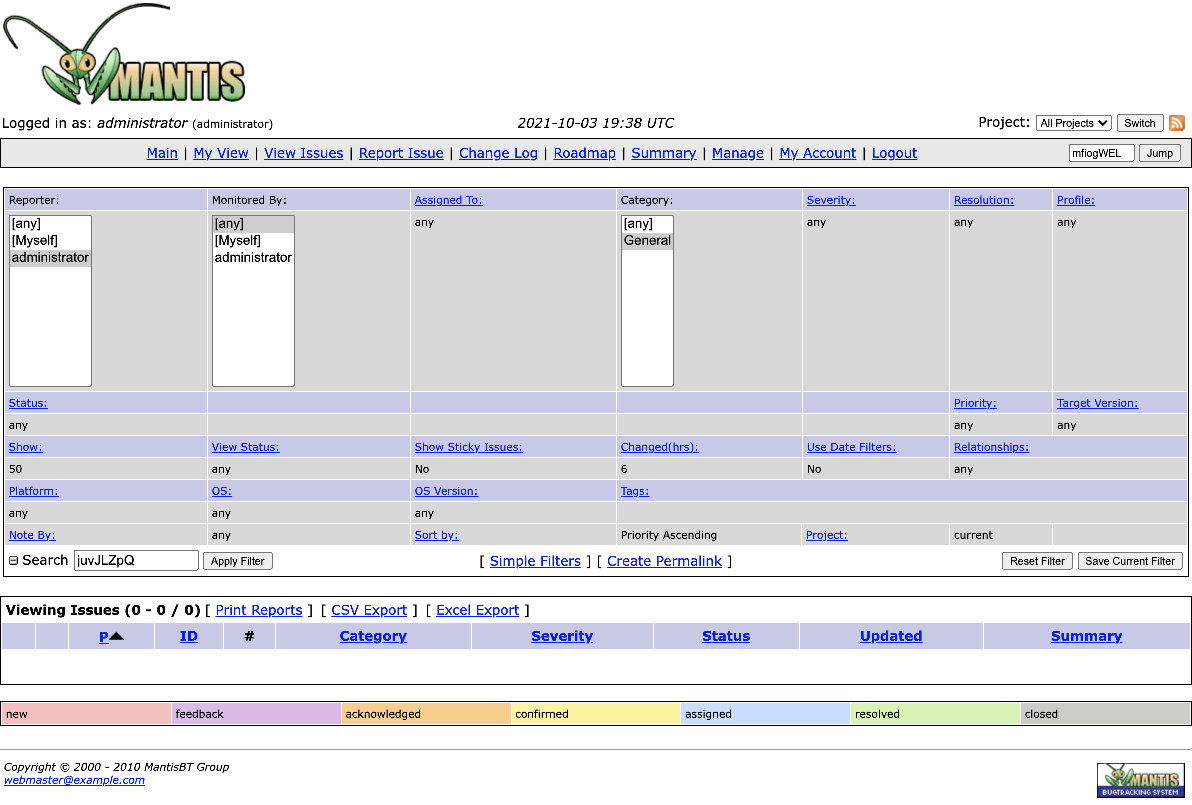 MANTIS
Logged in as: administrator (administrator) 2021-10-03 19:38 UTC Project: All Projects Switch
Main | My View | View Issues | Report Issue | Change Log | Roadmap | Summary | Manage | My Account | Logout mfiogWEL Jump
Reporter: Monitored By: Assigned To: Category: Severity: Resolution: Profile:
[any] [any] any [any] any any any
[Myself] [Myself] General
administrator administrator
Status: Priority: Target Version:
any any any
Show: View Status: Show Sticky Issues: Changed(hrs): Use Date Filters: Relationships:
50 any No 6 No any
Platform: OS: OS Version: Tags:
any any any
Note By: any Sort by: Priority Ascending Project: current
Search juvJLZpQ Apply Filter [ Simple Filters ] [ Create Permalink ] Reset Filter Save Current Filter
Viewing Issues (0 - 0 / 0) [ Print Reports ] [ CSV Export ] [ Excel Export ]
P ID # Category Severity Status Updated Summary
new feedback acknowledged confirmed assigned resolved closed
Copyright © 2000 - 2010 MantisBT Group
webmaster@example.com
MANTIS
BUGTRACKING SYSTEM